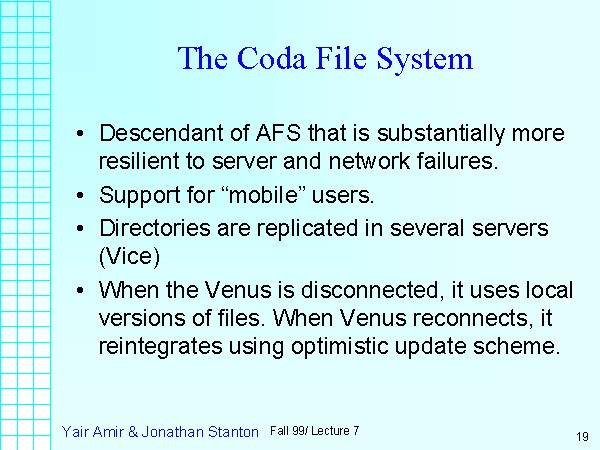 The Coda File System
• Descendant of AFS that is substantially more
resilient to server and network failures.
• Support for “mobile” users.
• Directories are replicated in several servers
(Vice)
• When the Venus is disconnected, it uses local
versions of files. When Venus reconnects, it
reintegrates using optimistic update scheme.
Yair Amir & Jonathan Stanton Fall 99/ Lecture 7 19